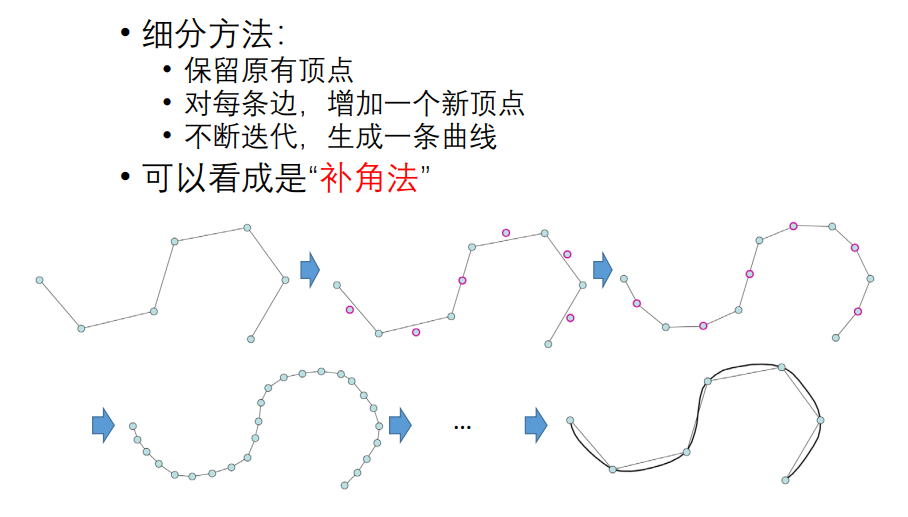 • 细分方法：
• 保留原有顶点
• 对每条边，增加一个新顶点
• 不断迭代，生成一条曲线
• 可以看成是“补角法”
...